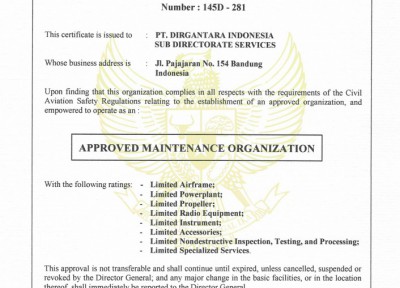 Number : 145D - 281
This certificate is issued to : PT. DIRGANTARA INDONESIA
SUB DIRECTORATE SERVICES
Whose business address is : Jl. Pajajaran No. 154 Bandung
Indonesia
Upon finding that this organization complies in all respects with the requirements of the Civil
Aviation Safety Regulations relating to the establishment of an approved organization, and
empowered to operate as an :
APPROVED MAINTENANCE ORGANIZATION
With the following ratings: - Limited Airframe;
- Limited Powerplant;
- Limited Propeller;
- Limited Radio Equipment;
- Limited Instrument;
- Limited Accessories;
- Limited Nondestructive Inspection, Testing, and Processing;
- Limited Specialized Services.
This approval is not transferable and shall continue until expired, unless cancelled, suspended or
revoked by the Director General; and any major change in the basic facilities, or in the location
thereof, shall immediately be reported to the Director General.